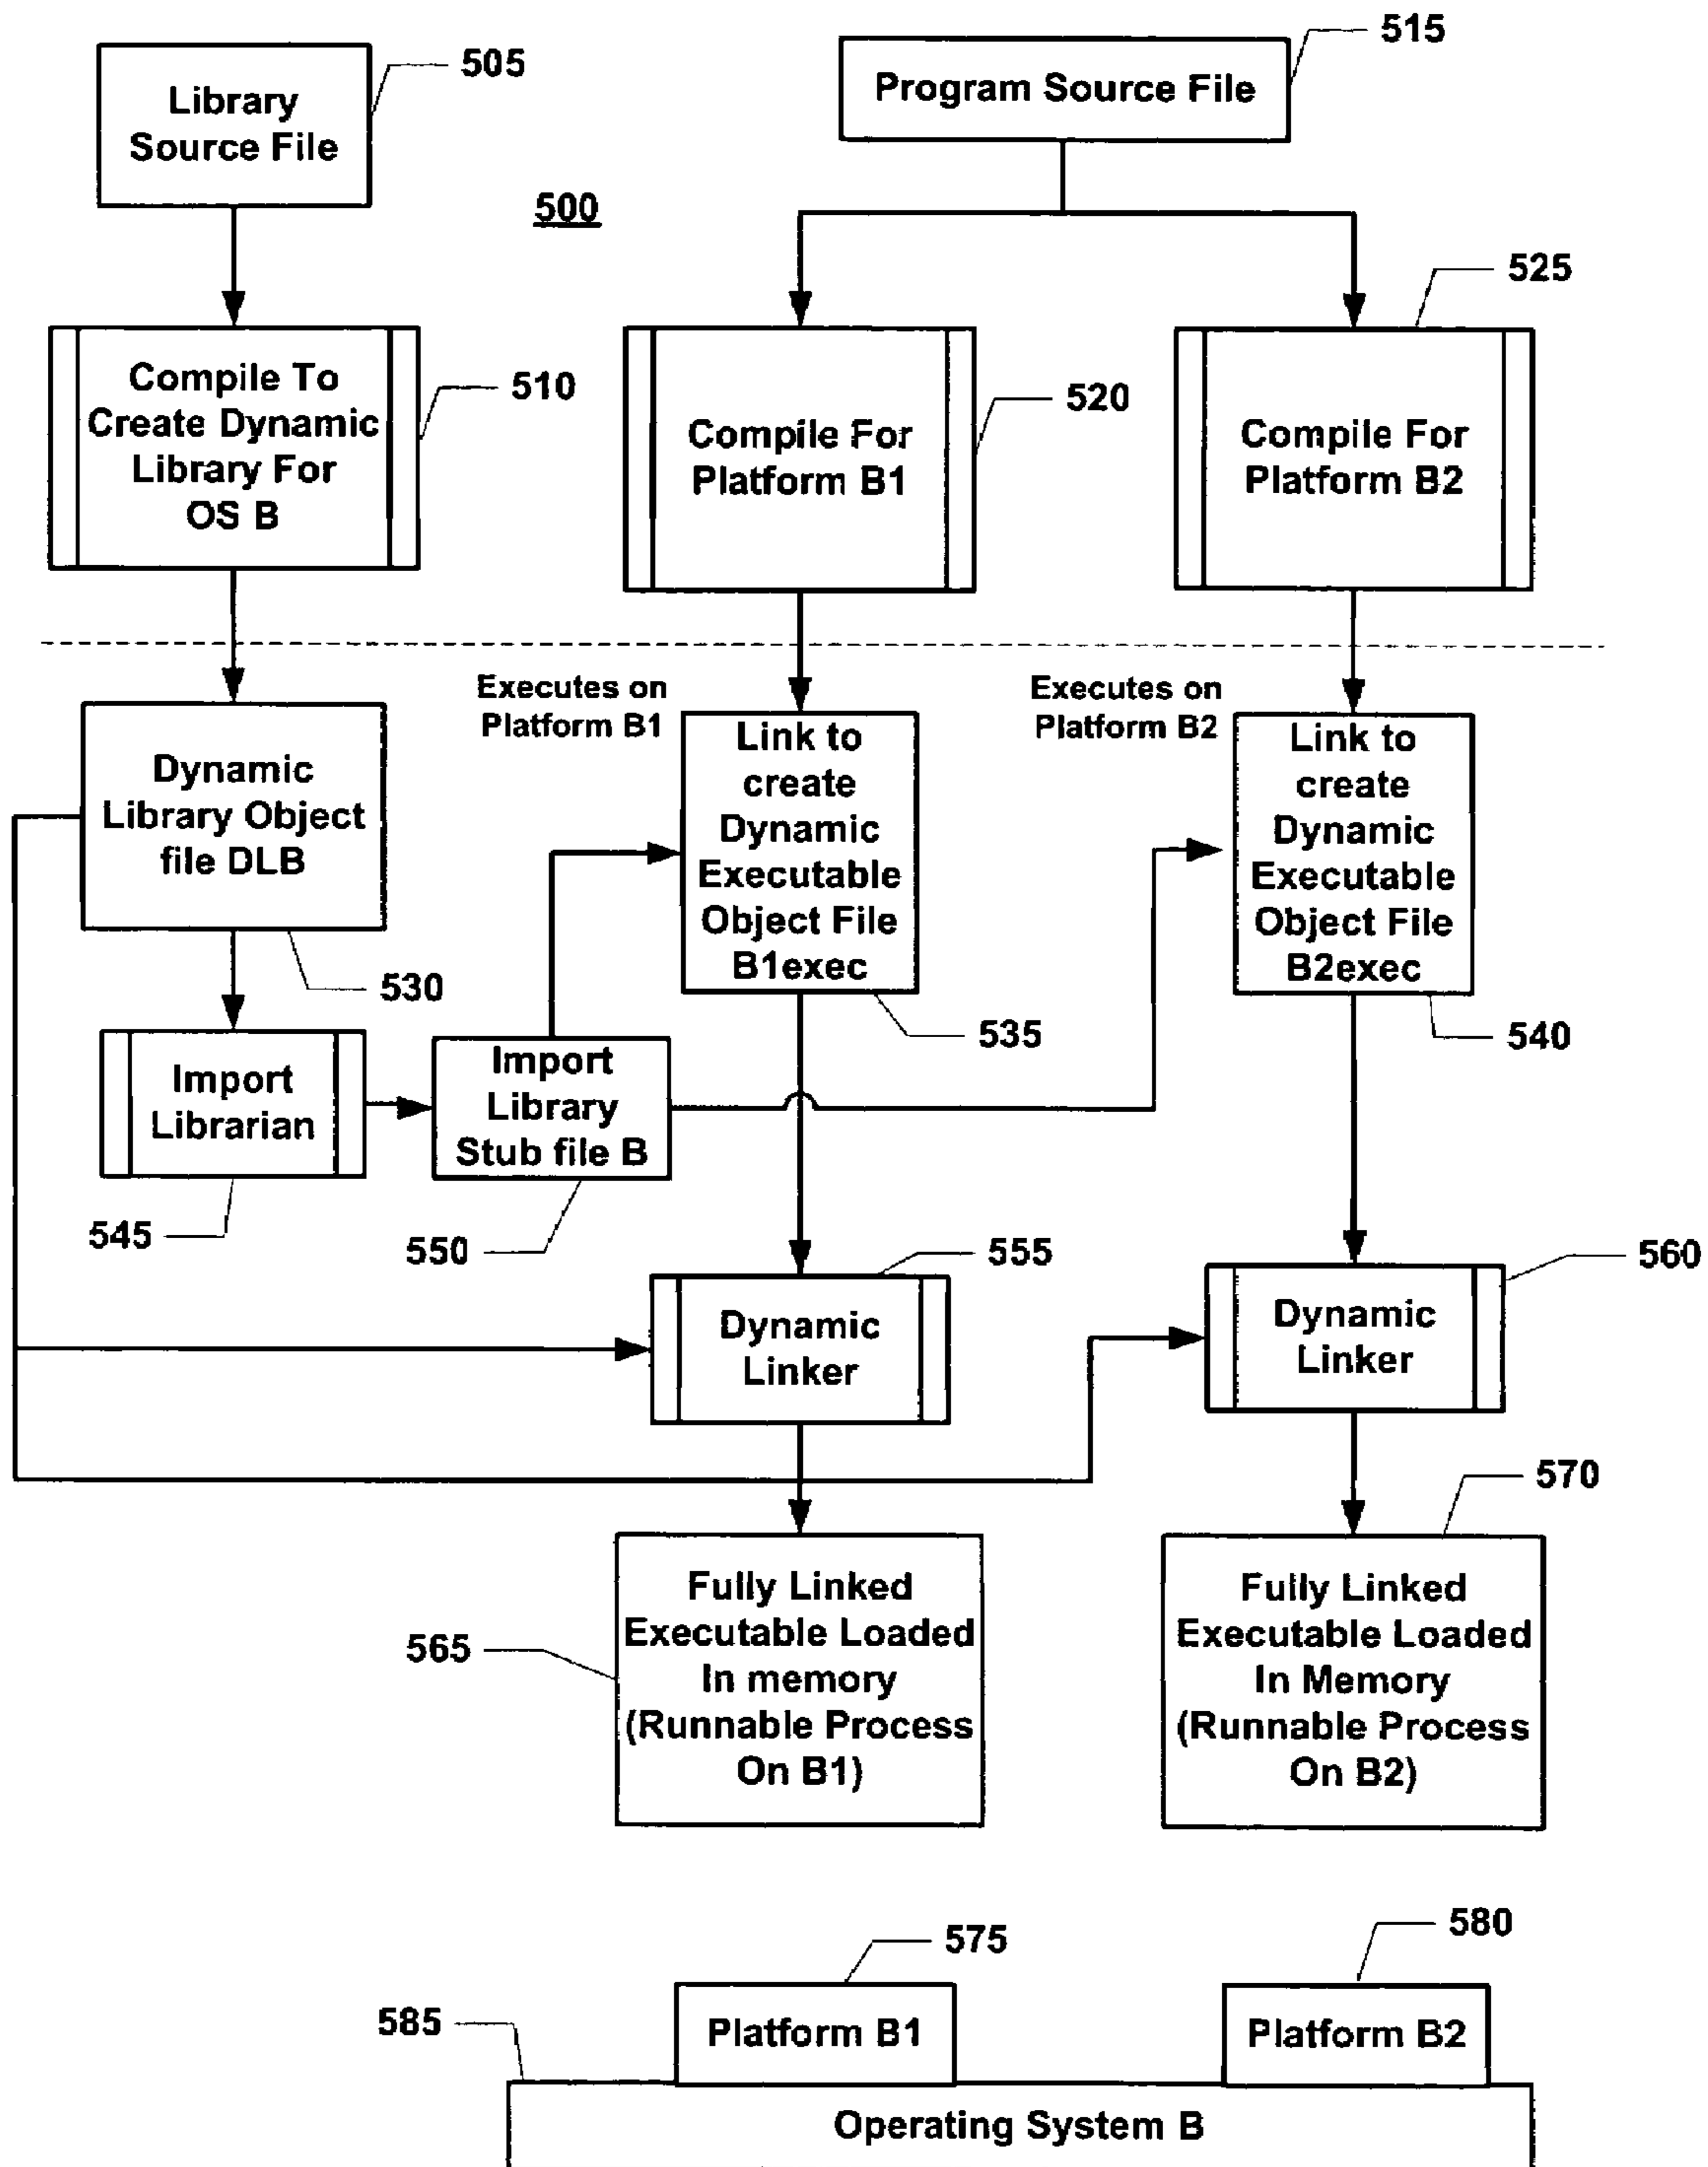 505
515
Library
Source File
Program Source File
500
525
Compile To
Create Dynamic
Library For
OS B
510
Compile For
Platform B1
520
Compile For
Platform B2
Executes on
Platform B1
Executes on
Platform B2
Dynamic
Library Object
file DLB
530
Link to
create
Dynamic
Executable
Object File
B1exec
535
Link to
create
Dynamic
Executable
Object File
B2exec
540
Import
Librarian
545
Import
Library
Stub file B
550
555
560
Dynamic
Linker
Dynamic
Linker
570
565
Fully Linked
Executable Loaded
In memory
(Runnable Process
On B1)
Fully Linked
Executable Loaded
In Memory
(Runnable Process
On B2)
575
580
585
Platform B1
Platform B2
Operating System B